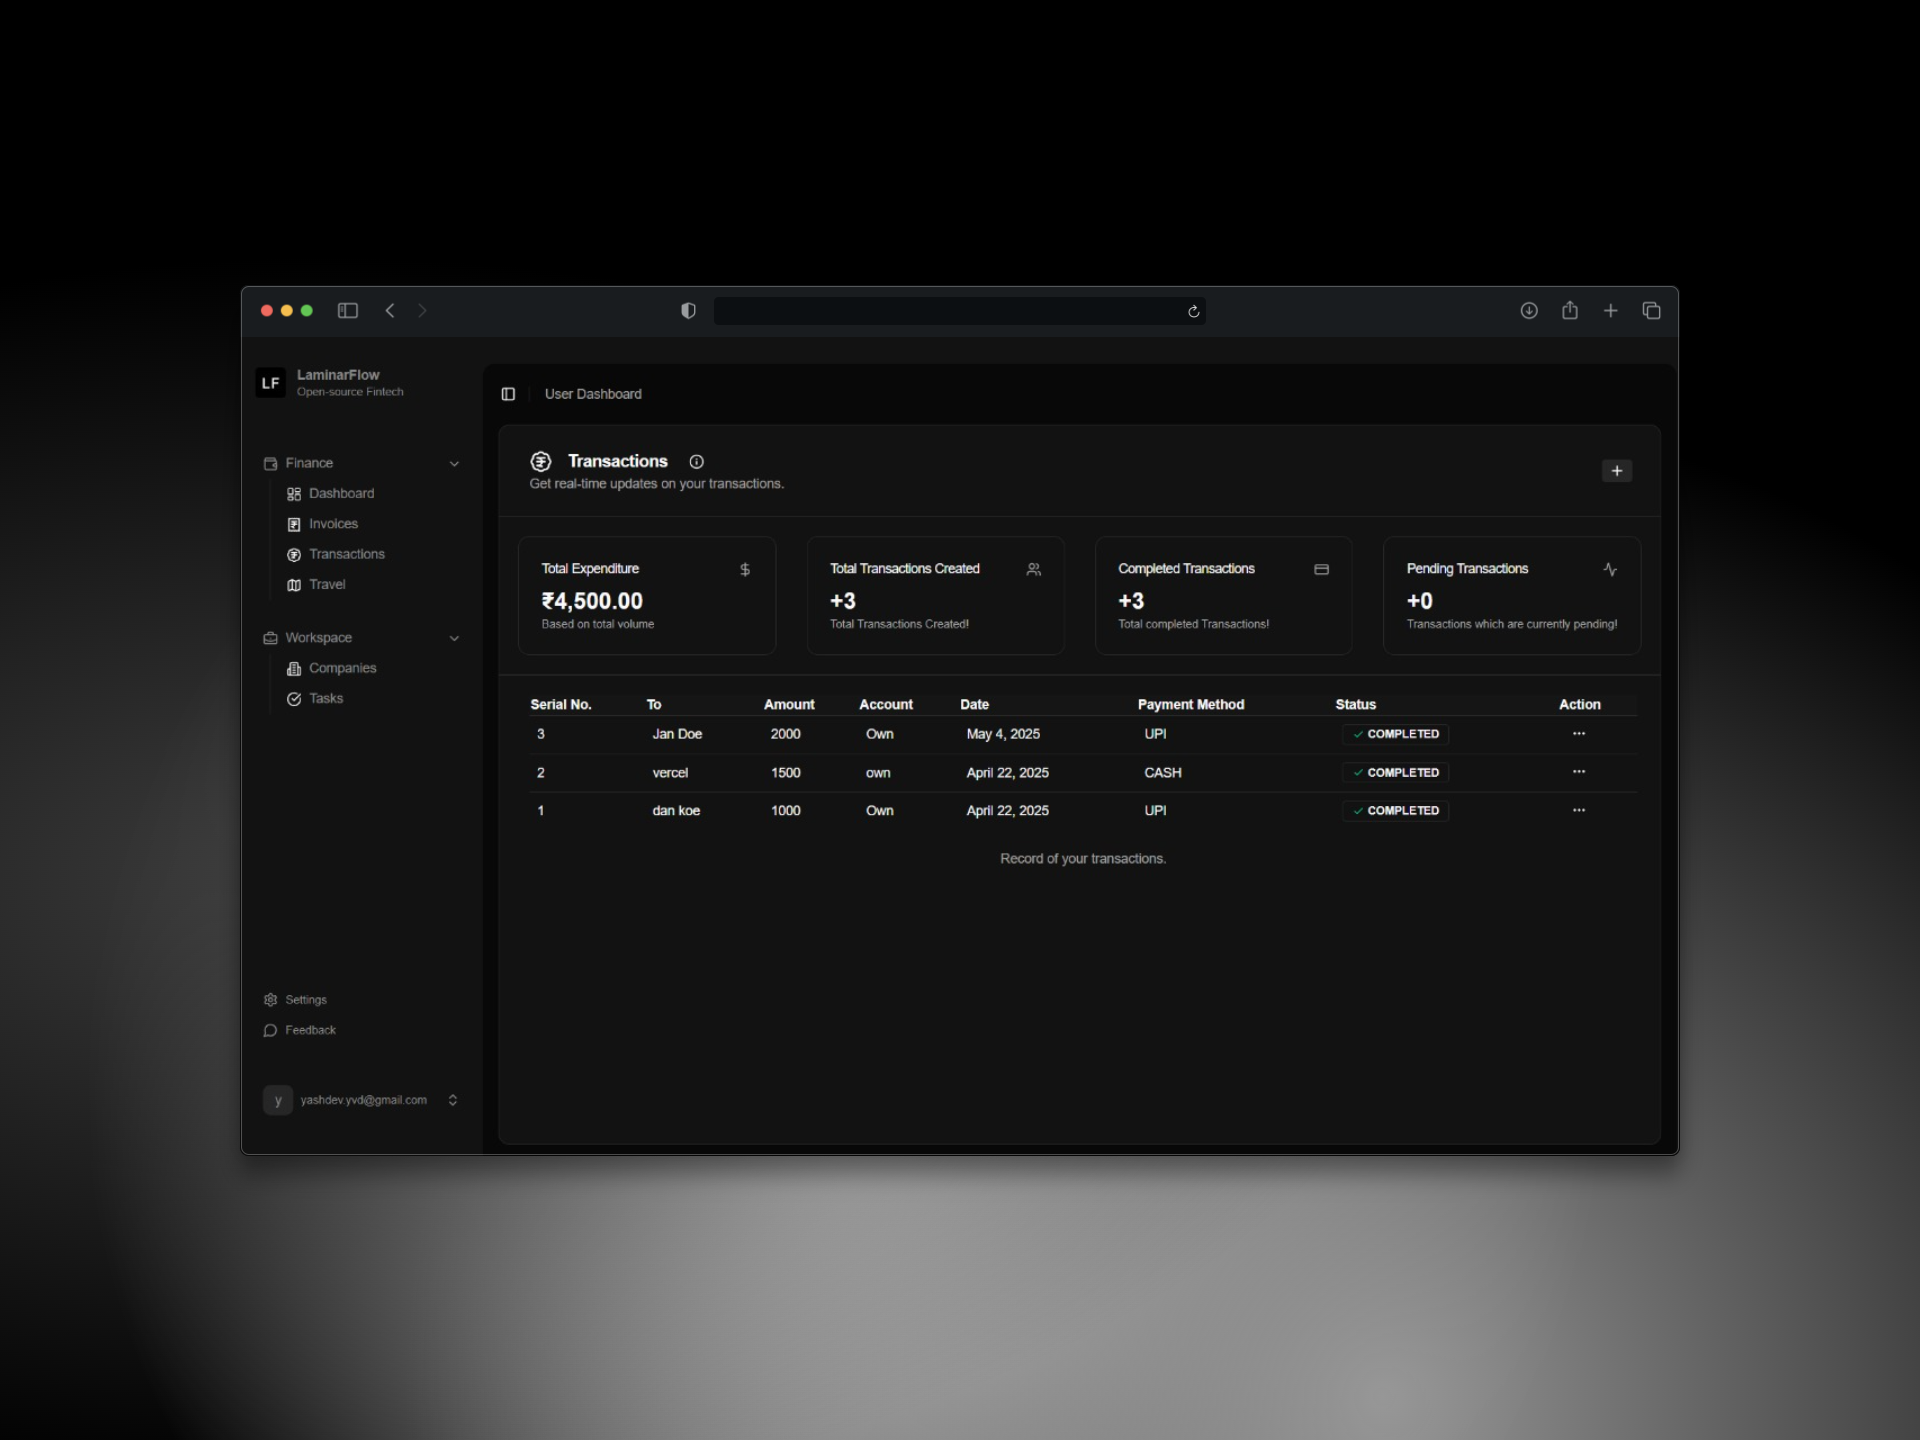 LF
LaminarFlow
Open-source Fintech
Finance
Dashboard
Invoices
Transactions
Travel
Workspace
Companies
Tasks
Settings
Feedback
y
yashdev.yvd@gmail.com
User Dashboard
Transactions
Get real-time updates on your transactions.
Total Expenditure
₹4,500.00
Based on total volume
Total Transactions Created
+3
Total Transactions Created!
Completed Transactions
+3
Total completed Transactions!
Pending Transactions
+0
Transactions which are currently pending!
Serial No. To Amount Account Date Payment Method Status Action
3 Jan Doe 2000 Own May 4, 2025 UPI COMPLETED
2 vercel 1500 own April 22, 2025 CASH COMPLETED
1 dan koe 1000 Own April 22, 2025 UPI COMPLETED
Record of your transactions.